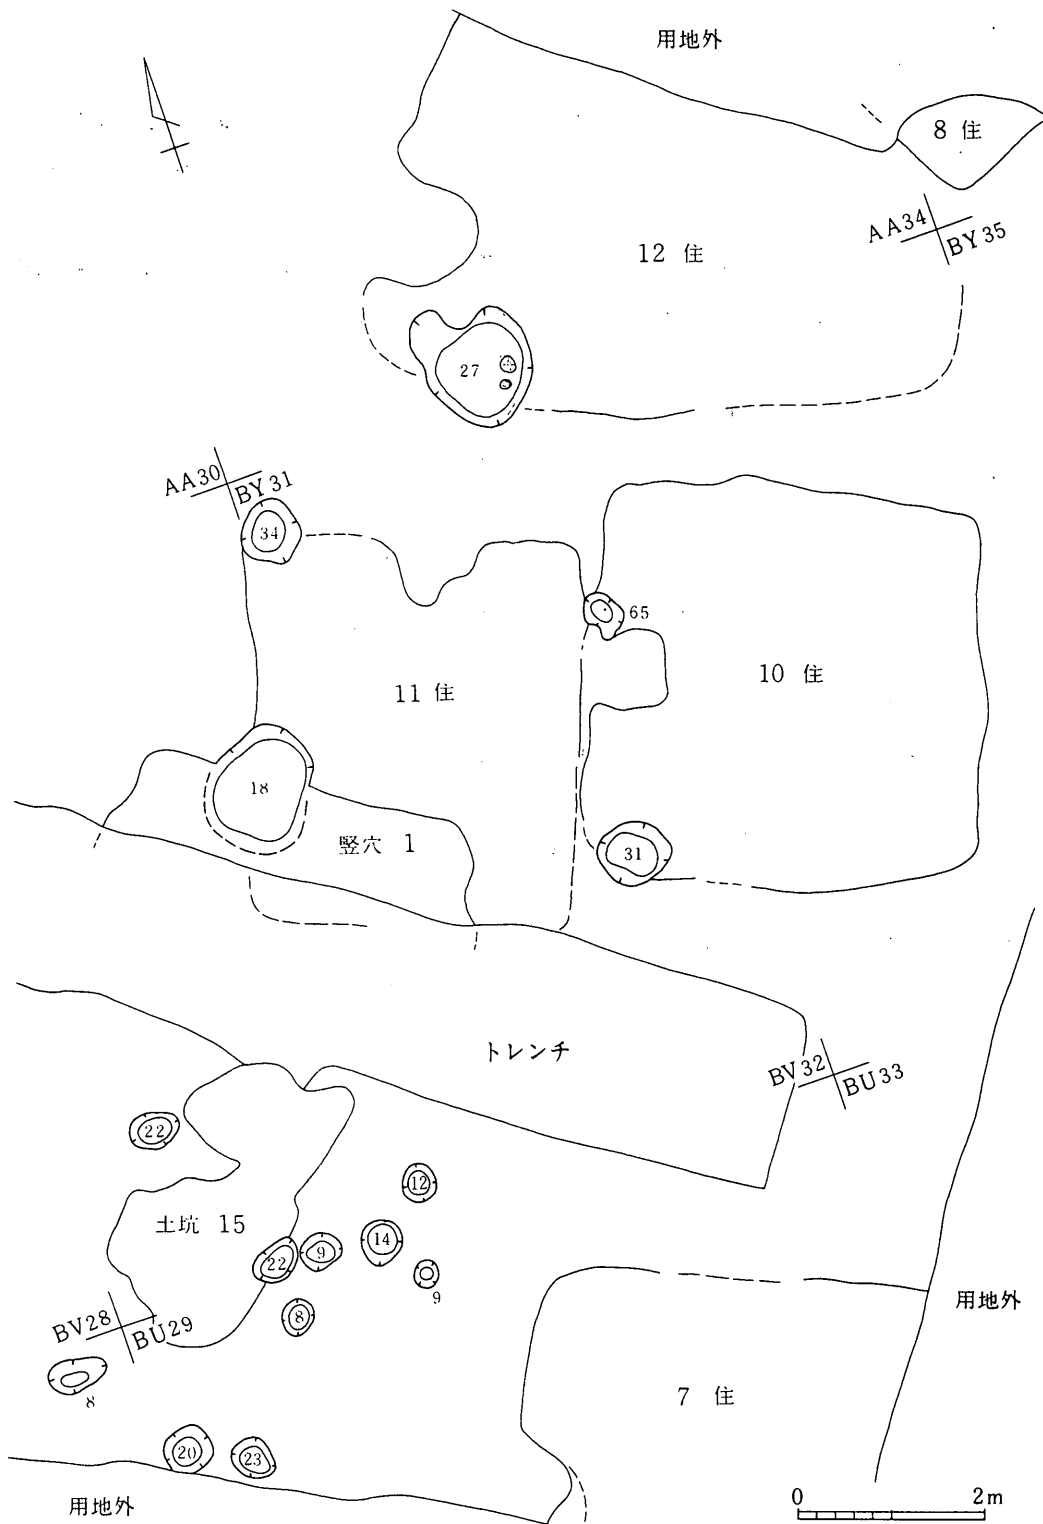 用地外
8 住
AA34
BY35
12 住
27
AA30
BY31
34
65
11 住
10 住
18
竪穴 1
31
トレンチ
BV32
BU33
22
12
土坑 15
14
22
9
9
8
用地外
BV28
BU29
8
7 住
20
23
0 2m
用地外